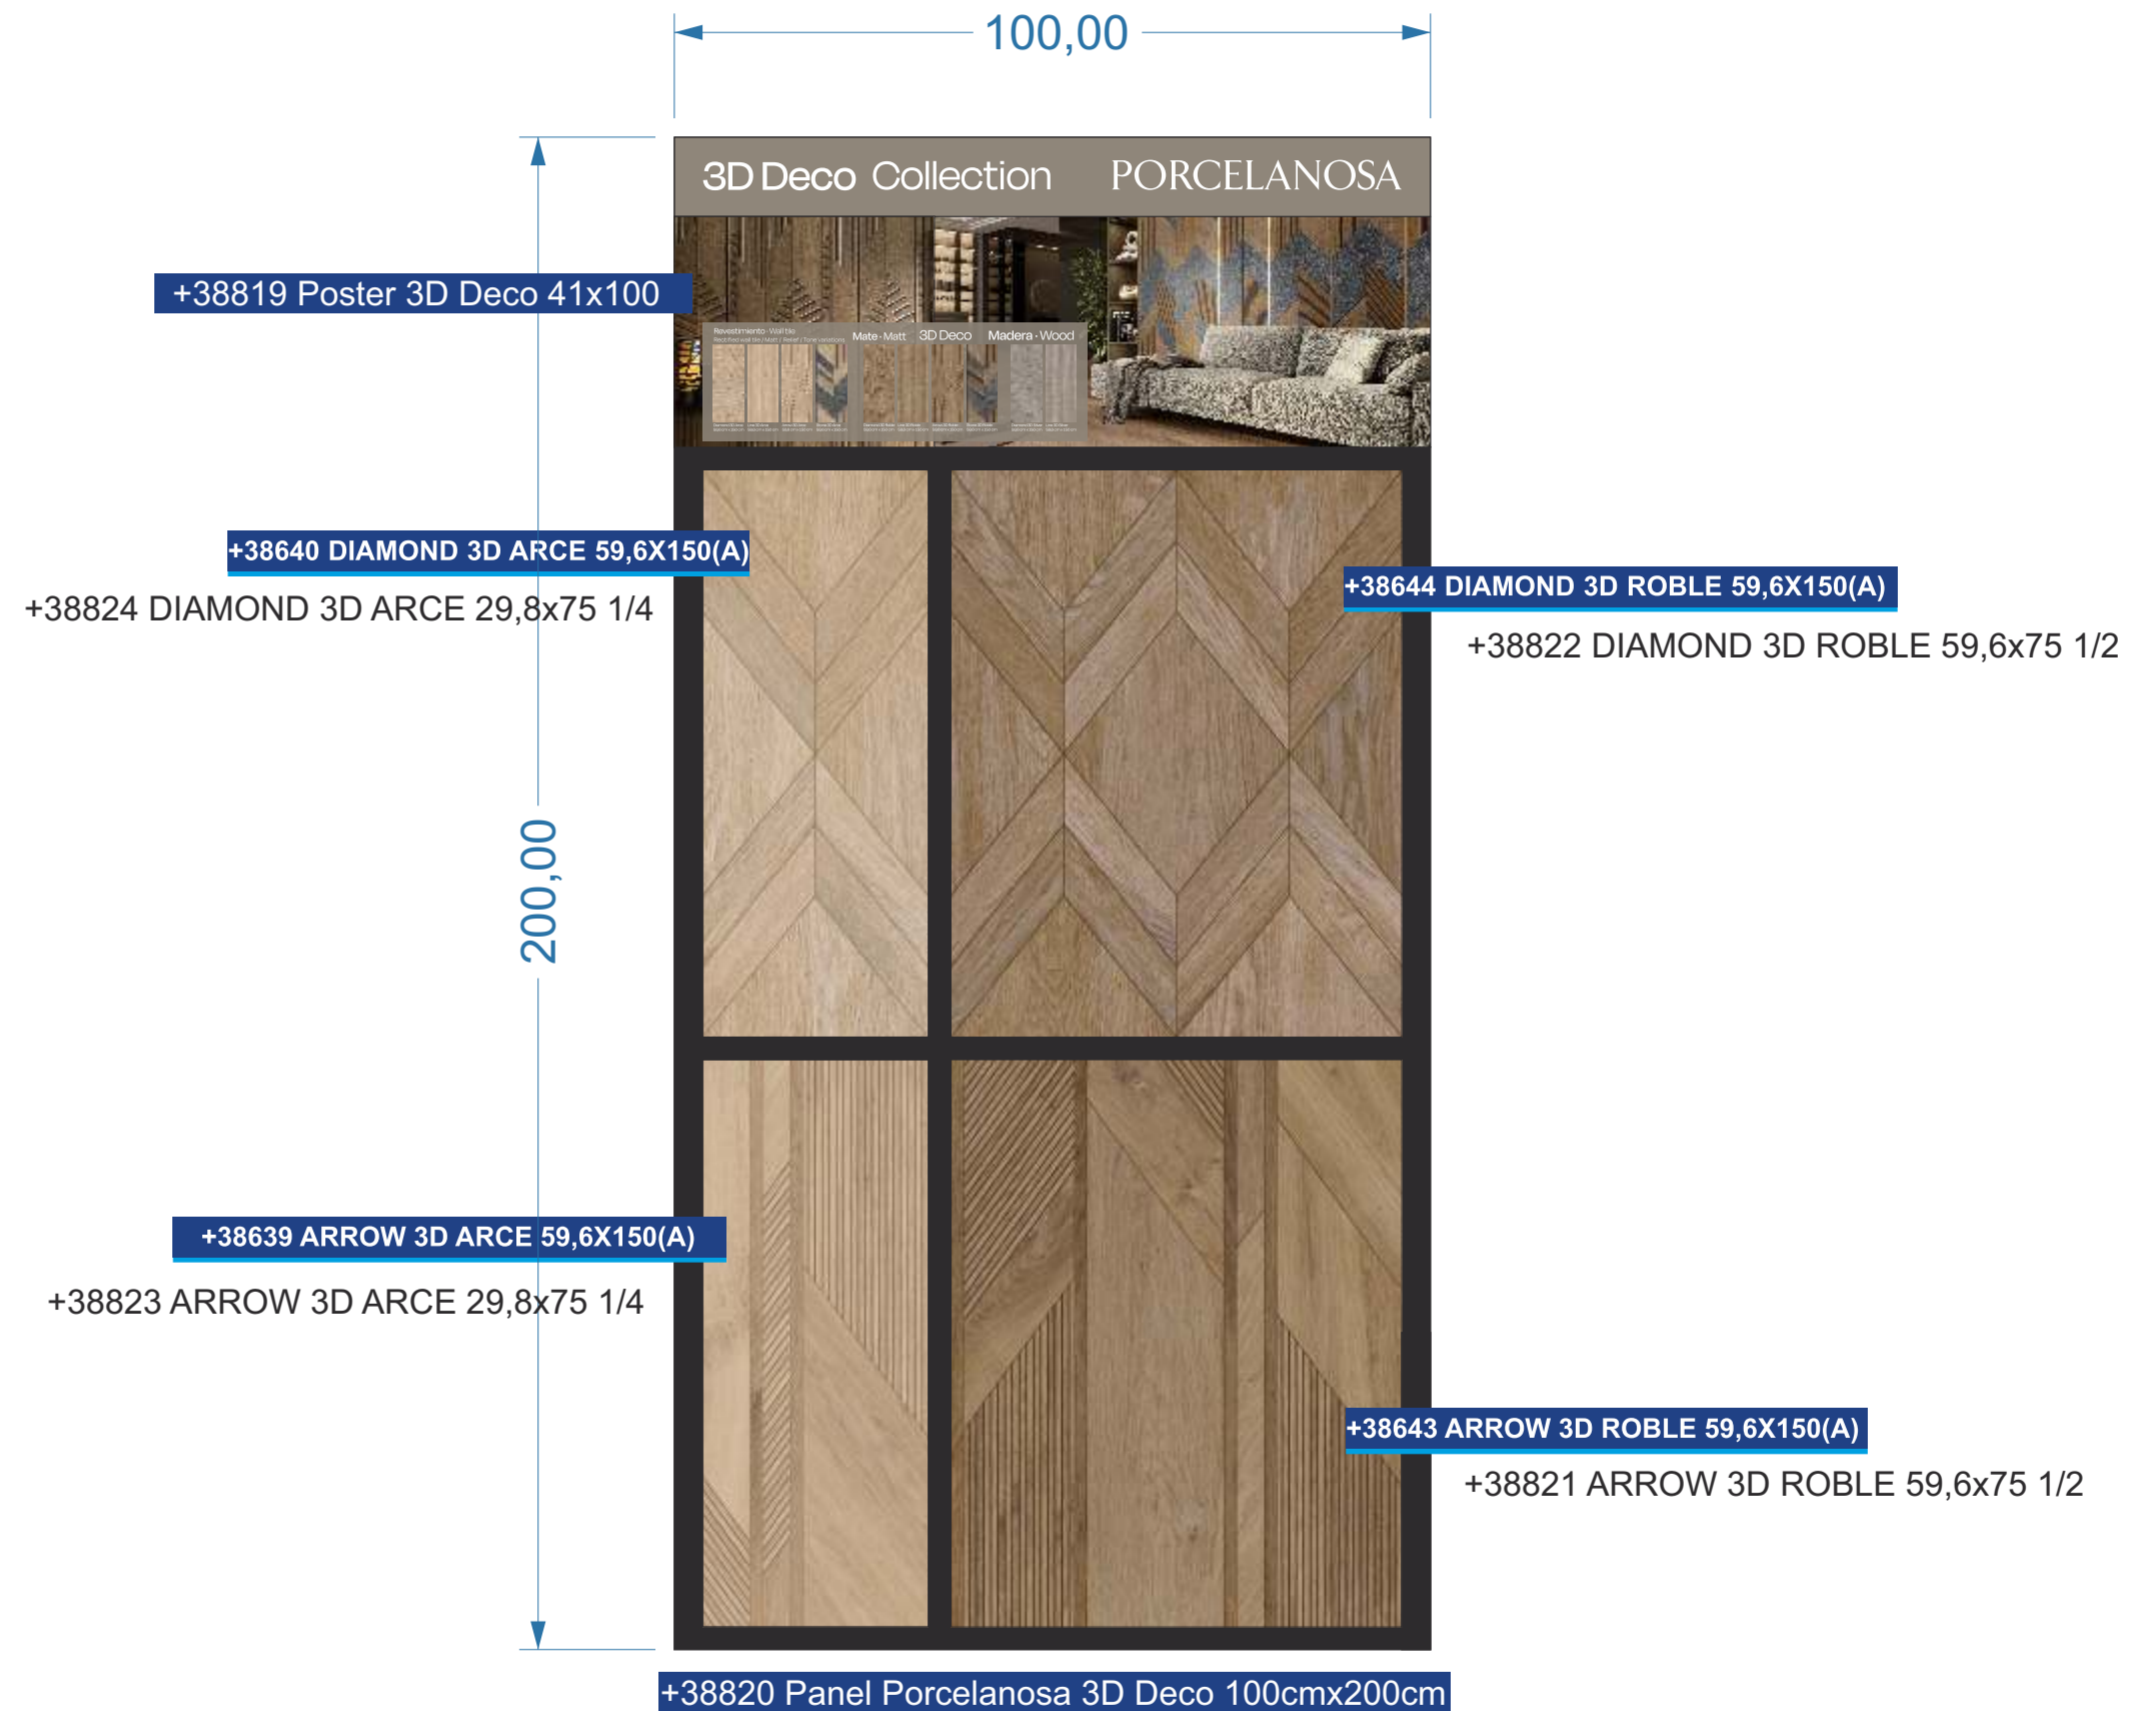 100,00
3D Deco Collection PORCELANOSA
+38819 Poster 3D Deco 41x100
Revestimiento · Wall tile
Mate · Matt 3D Deco Madera · Wood
+38640 DIAMOND 3D ARCE 59,6X150(A)
+38824 DIAMOND 3D ARCE 29,8x75 1/4
+38644 DIAMOND 3D ROBLE 59,6X150(A)
+38822 DIAMOND 3D ROBLE 59,6x75 1/2
200,00
+38639 ARROW 3D ARCE 59,6X150(A)
+38823 ARROW 3D ARCE 29,8x75 1/4
+38643 ARROW 3D ROBLE 59,6X150(A)
+38821 ARROW 3D ROBLE 59,6x75 1/2
+38820 Panel Porcelanosa 3D Deco 100cmx200cm